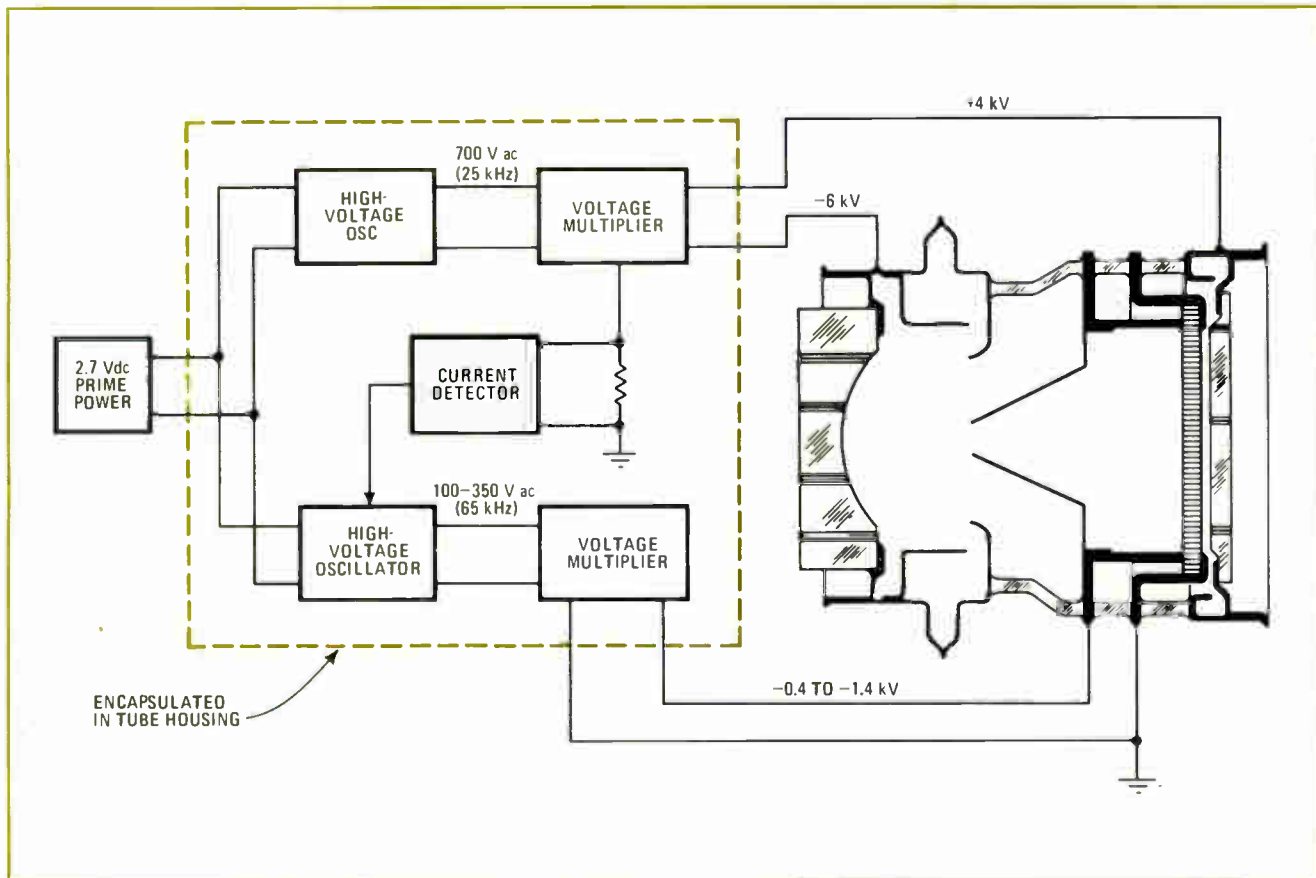 +4 kV
700 V ac
(25 kHz)
HIGH-
VOLTAGE
OSC
VOLTAGE
MULTIPLIER
−6 kV
2.7 Vdc
PRIME
POWER
CURRENT
DETECTOR
100−350 V ac
(65 kHz)
HIGH-
VOLTAGE
OSCILLATOR
VOLTAGE
MULTIPLIER
−0.4 TO −1.4 kV
ENCAPSULATED
IN TUBE HOUSING